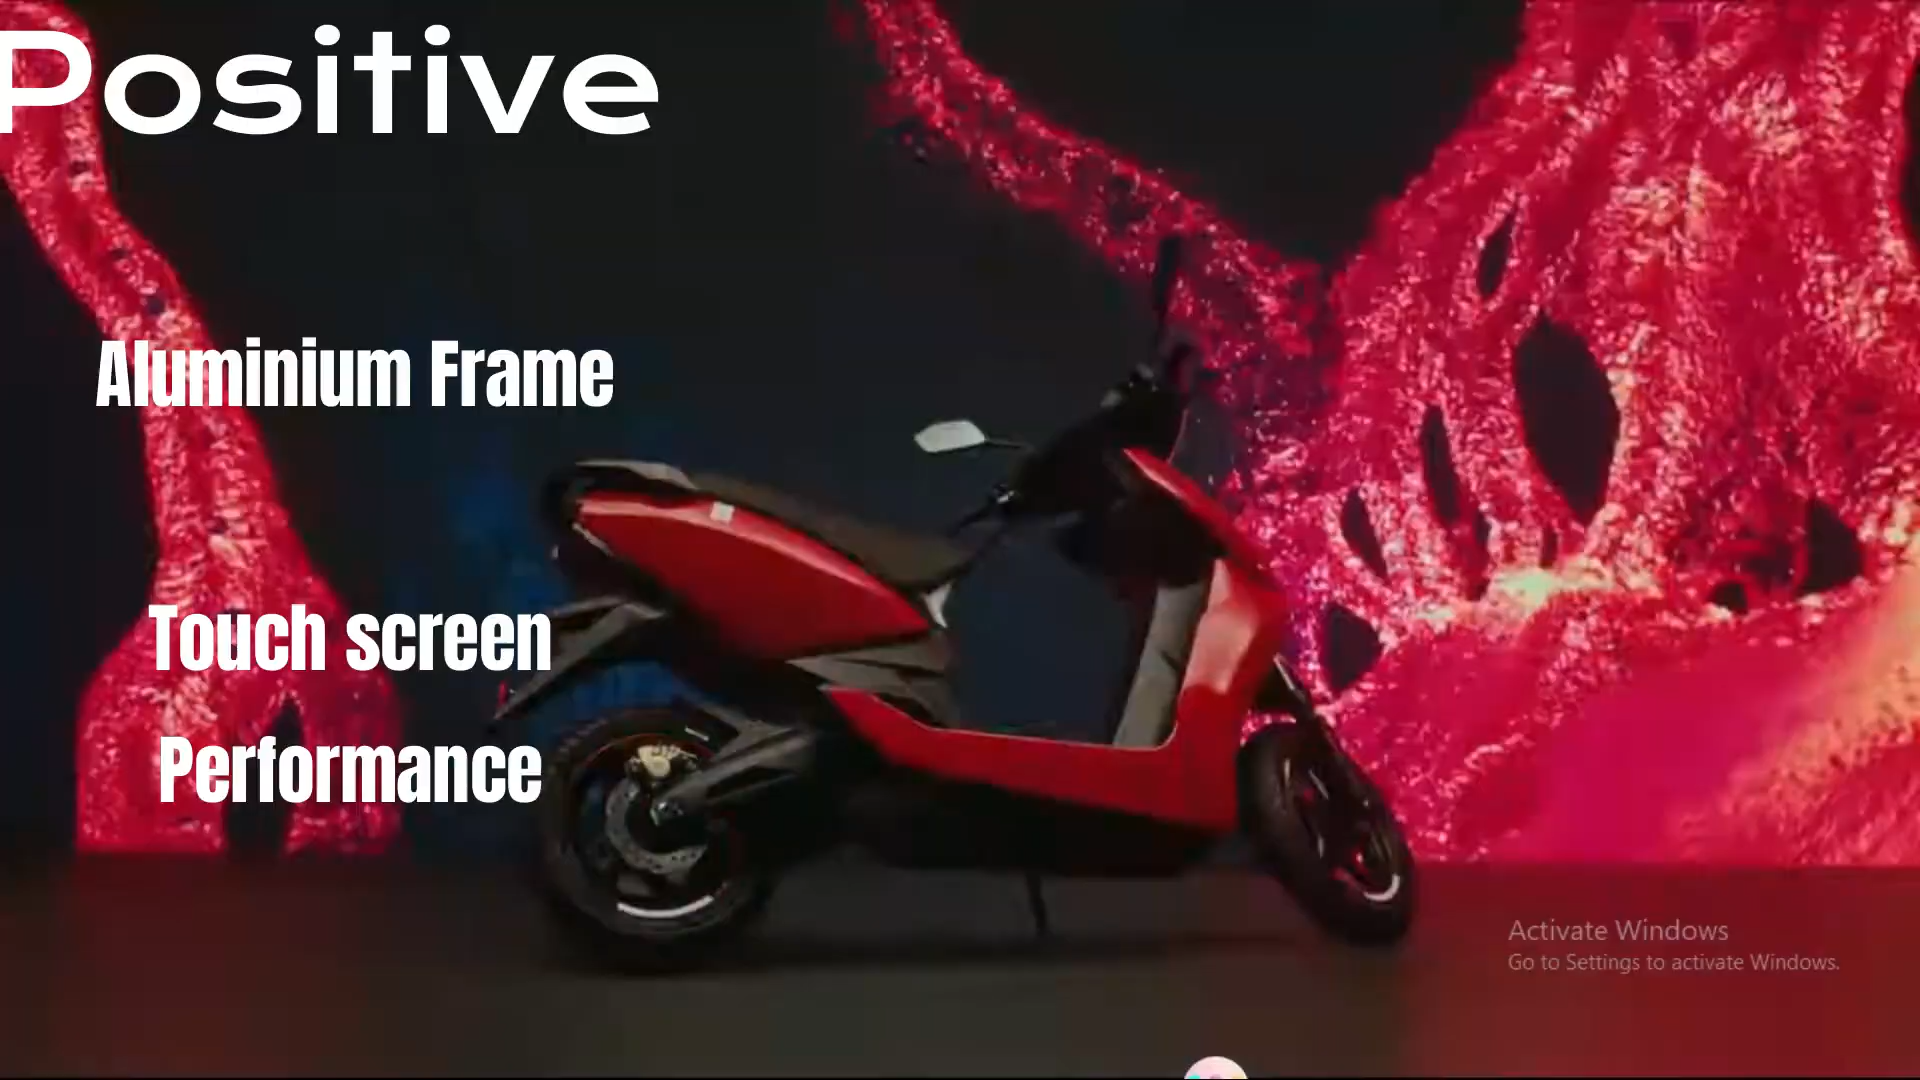 Positive
Aluminium Frame
Touch screen
Performance
Activate Windows
Go to Settings to activate Windows.